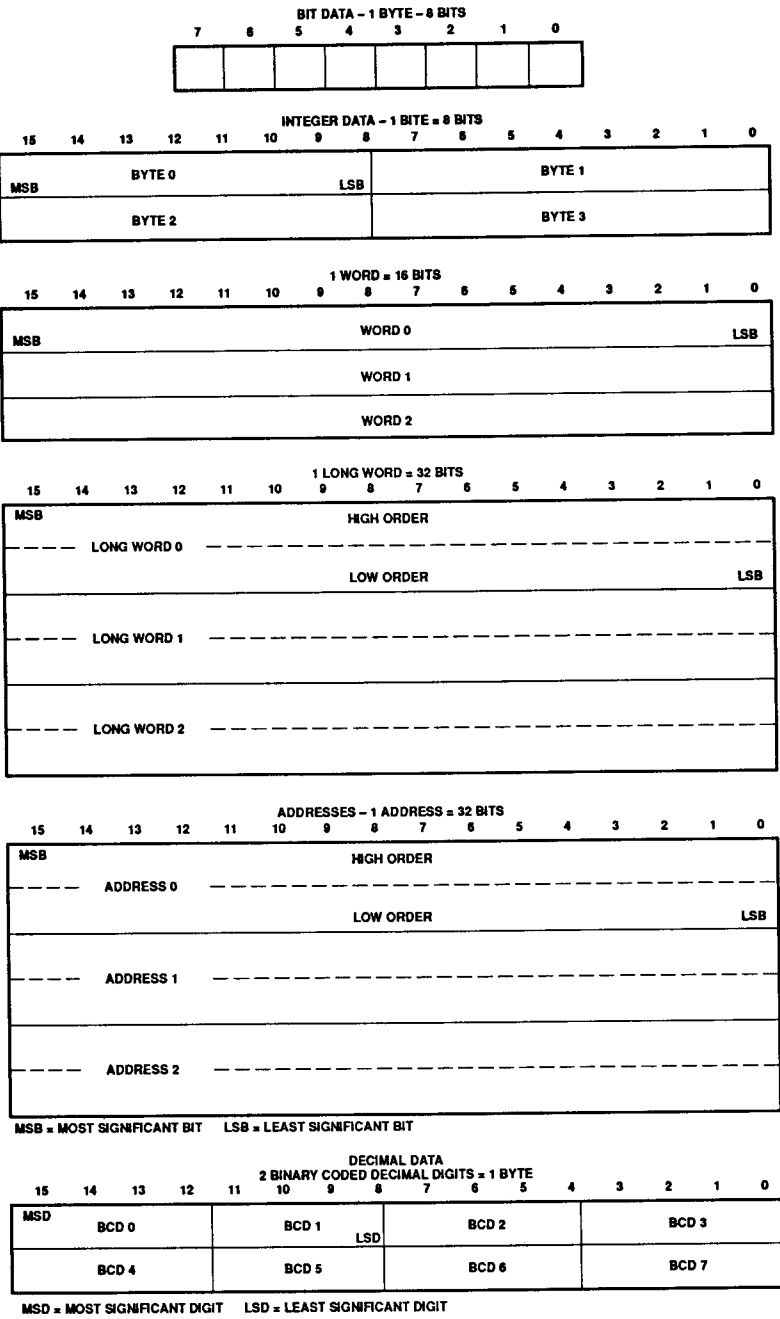 BIT DATA – 1 BYTE – 8 BITS
7 6 5 4 3 2 1 0
INTEGER DATA – 1 BITE = 8 BITS
15 14 13 12 11 10 9 8 7 6 5 4 3 2 1 0
MSB BYTE 0 LSB BYTE 1
BYTE 2 BYTE 3
1 WORD = 16 BITS
15 14 13 12 11 10 9 8 7 6 5 4 3 2 1 0
MSB WORD 0 LSB
WORD 1
WORD 2
1 LONG WORD = 32 BITS
15 14 13 12 11 10 9 8 7 6 5 4 3 2 1 0
MSB HIGH ORDER
LONG WORD 0
LOW ORDER LSB
LONG WORD 1
LONG WORD 2
ADDRESSES – 1 ADDRESS = 32 BITS
15 14 13 12 11 10 9 8 7 6 5 4 3 2 1 0
MSB HIGH ORDER
ADDRESS 0
LOW ORDER LSB
ADDRESS 1
ADDRESS 2
MSB = MOST SIGNIFICANT BIT LSB = LEAST SIGNIFICANT BIT
DECIMAL DATA
2 BINARY CODED DECIMAL DIGITS = 1 BYTE
15 14 13 12 11 10 9 8 7 6 5 4 3 2 1 0
MSD BCD 0 BCD 1 LSD BCD 2 BCD 3
BCD 4 BCD 5 BCD 6 BCD 7
MSD = MOST SIGNIFICANT DIGIT LSD = LEAST SIGNIFICANT DIGIT